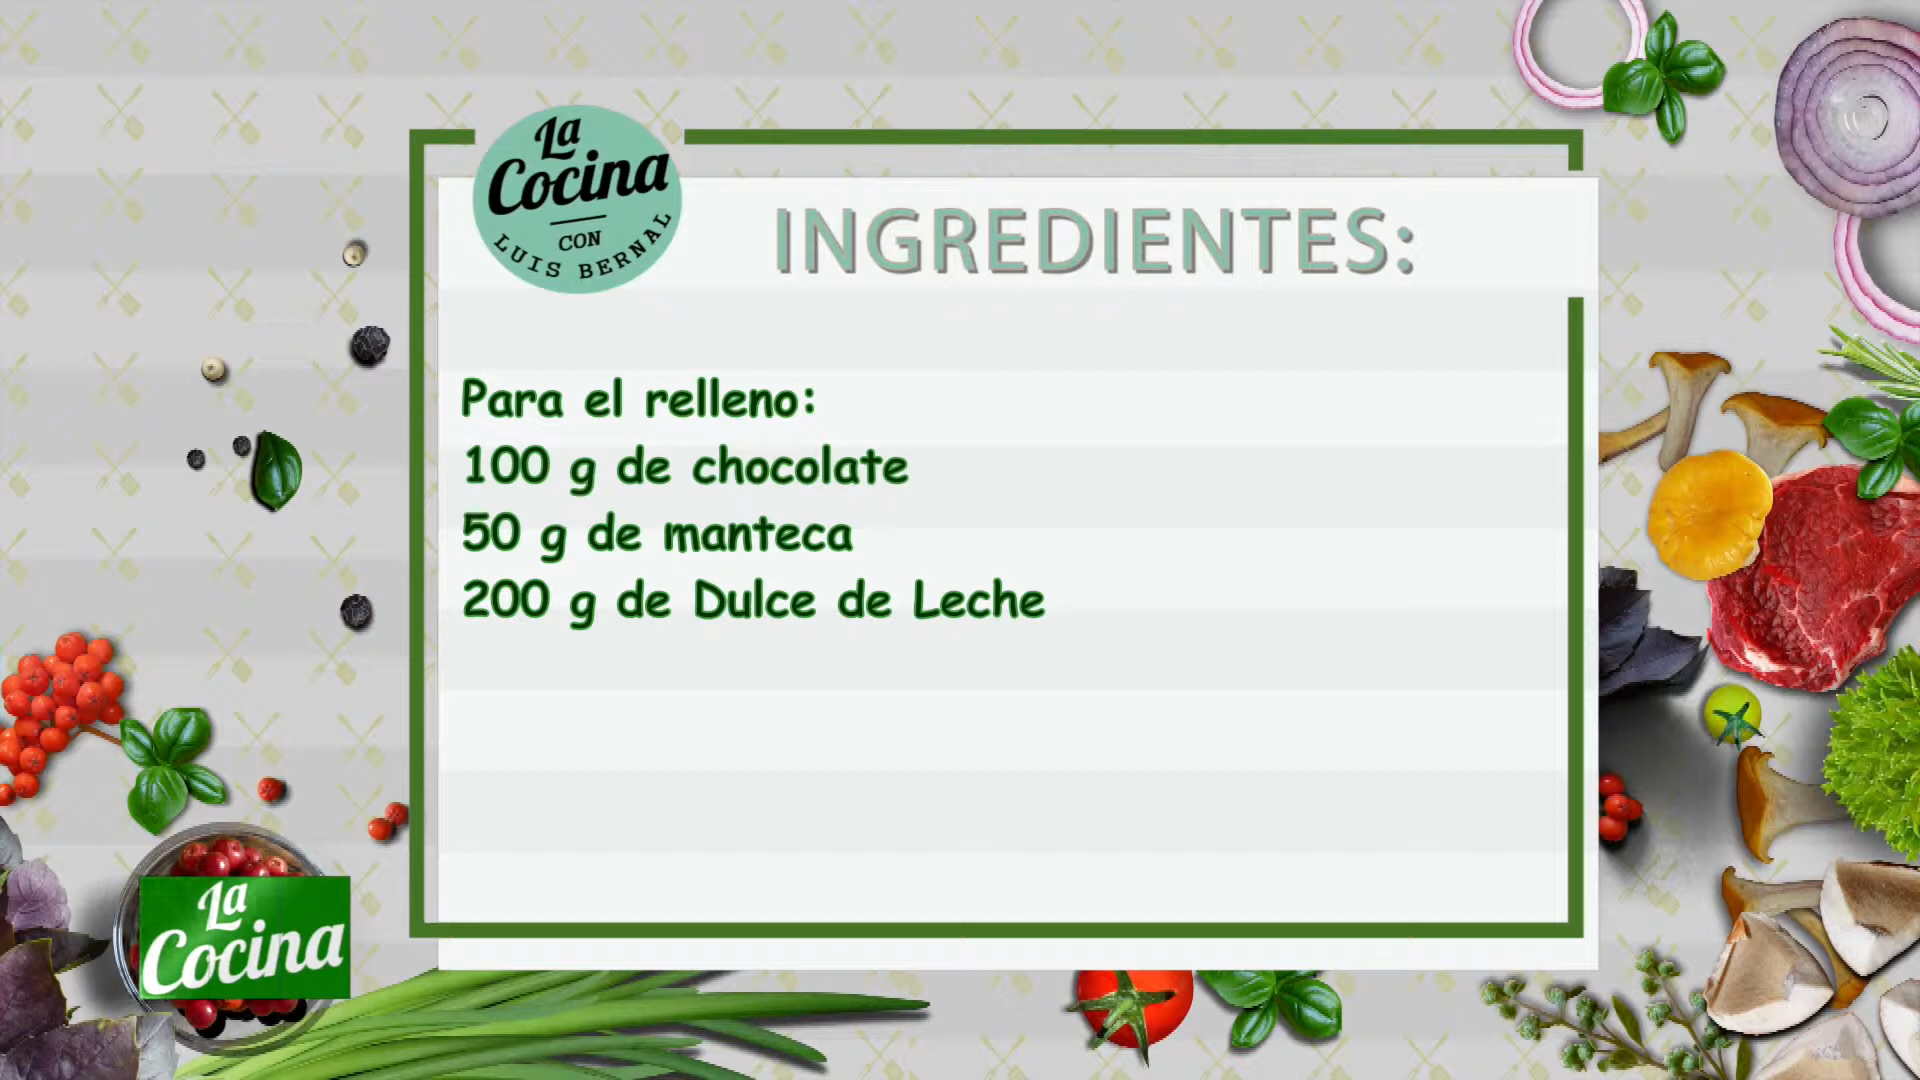 La
Cocina
CON
LUIS BERNAL
INGREDIENTES:
Para el relleno:
100 g de chocolate
50 g de manteca
200 g de Dulce de Leche
La
Cocina